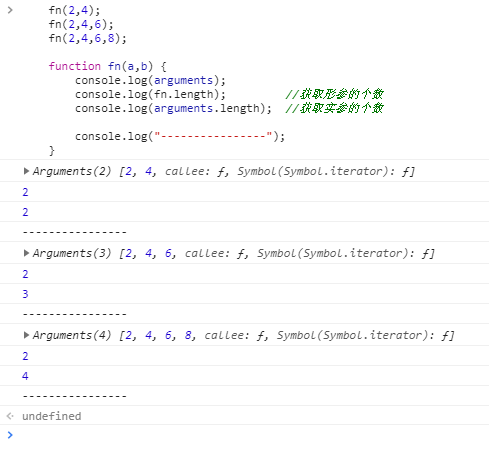 fn(2,4);
fn(2,4,6);
fn(2,4,6,8);
function fn(a,b) {
console.log(arguments);
console.log(fn.length); //获取形参的个数
console.log(arguments.length); //获取实参的个数
console.log("----------------");
}
Arguments(2) [2, 4, callee: ƒ, Symbol(Symbol.iterator): ƒ]
2
2
----------------
Arguments(3) [2, 4, 6, callee: ƒ, Symbol(Symbol.iterator): ƒ]
2
3
----------------
Arguments(4) [2, 4, 6, 8, callee: ƒ, Symbol(Symbol.iterator): ƒ]
2
4
----------------
undefined